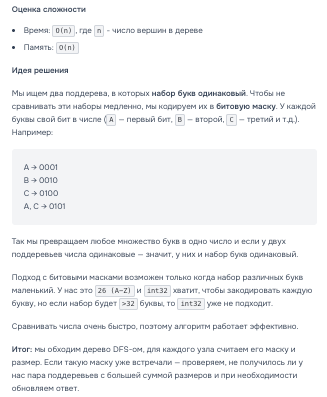 Оценка сложности
Время: O(n), где n - число вершин в дереве
Память: O(n)
Идея решения
Мы ищем два поддерева, в которых набор букв одинаковый. Чтобы не
сравнивать эти наборы медленно, мы кодируем их в битовую маску. У каждой
буквы свой бит в числе (A — первый бит, B — второй, C — третий и т.д.).
Например:
A → 0001
B → 0010
C → 0100
A, C → 0101
Так мы превращаем любое множество букв в одно число и если у двух
поддеревьев числа одинаковые — значит, у них и набор букв одинаковый.
Подход с битовыми масками возможен только когда набор различных букв
маленький. У нас это 26 (A–Z) и int32 хватит, чтобы закодировать каждую
букву, но если набор будет >32 буквы, то int32 уже не подходит.
Сравнивать числа очень быстро, поэтому алгоритм работает эффективно.
Итог: мы обходим дерево DFS-ом, для каждого узла считаем его маску и
размер. Если такую маску уже встречали — проверяем, не получилось ли у
нас пара поддеревьев с большей суммой размеров и при необходимости
обновляем ответ.